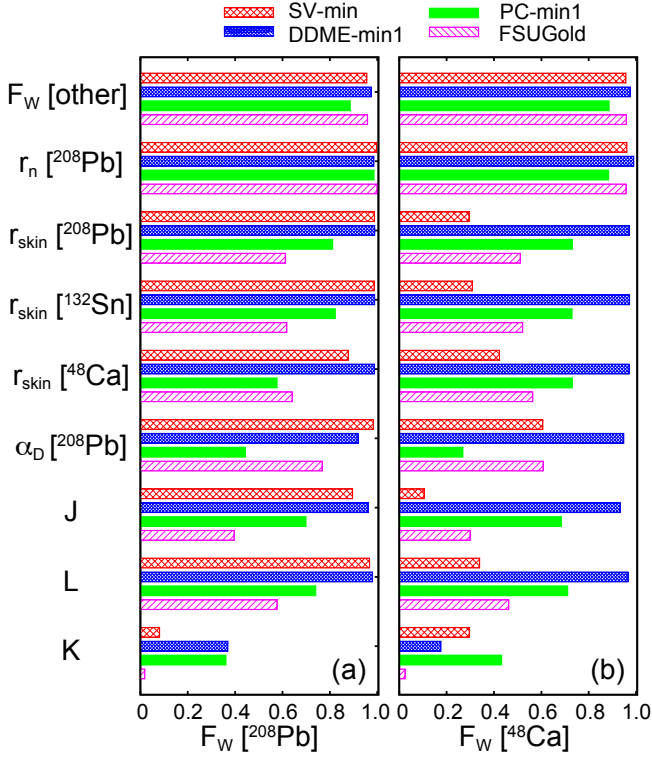 SV-min PC-min1
DDME-min1 FSUGold
F_W [other]
r_n [²⁰⁸Pb]
r_skin [²⁰⁸Pb]
r_skin [¹³²Sn]
r_skin [⁴⁸Ca]
α_D [²⁰⁸Pb]
J
L
K
(a) (b)
0 0.2 0.4 0.6 0.8 1.0 0 0.2 0.4 0.6 0.8 1.0
F_W [²⁰⁸Pb] F_W [⁴⁸Ca]